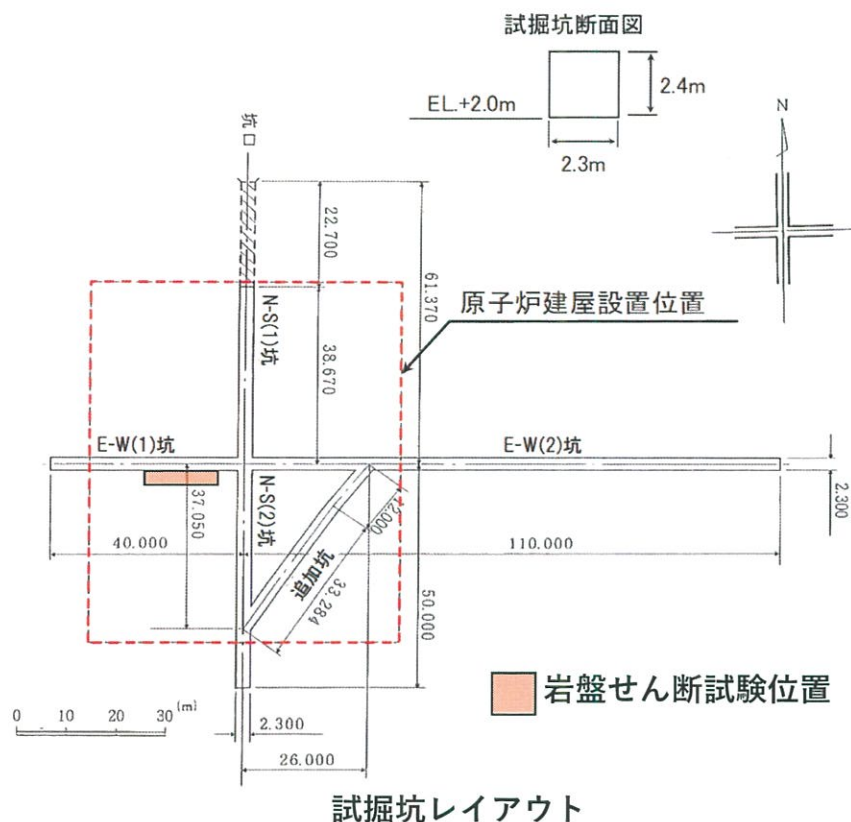 試掘坑断面図
EL.+2.0m
2.4m
2.3m
N
坑口
22.700
61.370
N-S(1)坑
38.670
原子炉建屋設置位置
E-W(1)坑
E-W(2)坑
N-S(2)坑
37.050
2.300
40.000
110.000
12.000
追加坑
33.284
50.000
岩盤せん断試験位置
0 10 20 30 (m)
2.300
26.000
試掘坑レイアウト